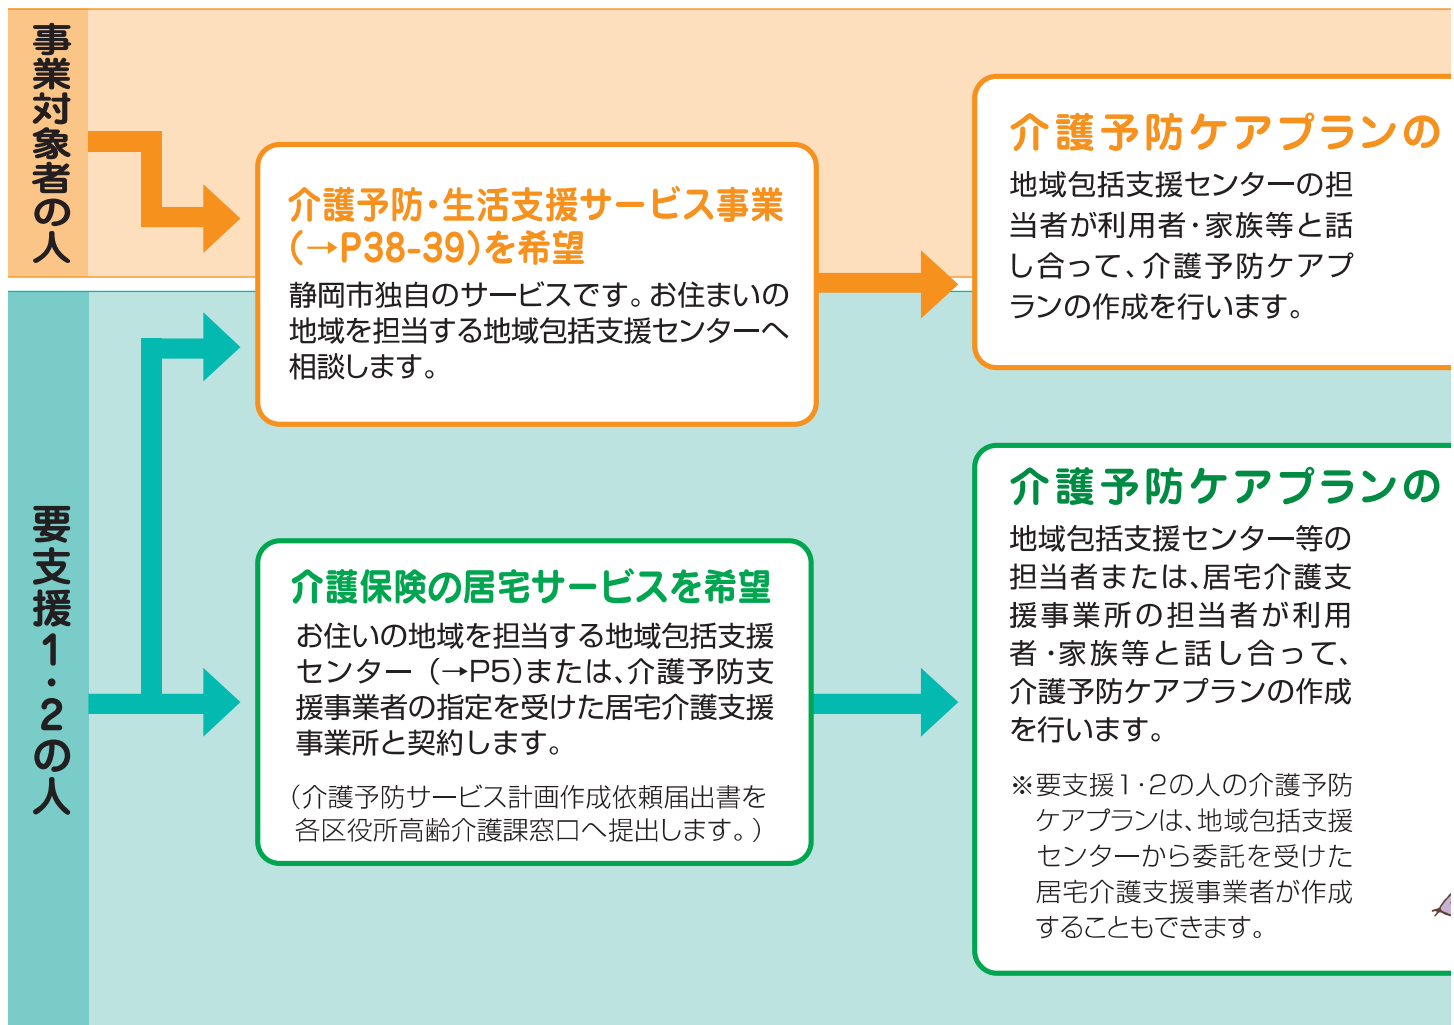 事業対象者の人
介護予防・生活支援サービス事業
(→P38-39)を希望
静岡市独自のサービスです。お住まいの
地域を担当する地域包括支援センターへ
相談します。
介護予防ケアプランの
地域包括支援センターの担
当者が利用者・家族等と話
し合って、介護予防ケアプ
ランの作成を行います。
要支援1・2の人
介護保険の居宅サービスを希望
お住いの地域を担当する地域包括支援
センター（→P5)または、介護予防支
援事業者の指定を受けた居宅介護支援
事業所と契約します。
（介護予防サービス計画作成依頼届出書を
各区役所高齢介護課窓口へ提出します。）
介護予防ケアプランの
地域包括支援センター等の
担当者または、居宅介護支
援事業所の担当者が利用
者・家族等と話し合って、
介護予防ケアプランの作成
を行います。
※要支援1・2の人の介護予防
ケアプランは、地域包括支援
センターから委託を受けた
居宅介護支援事業者が作成
することもできます。